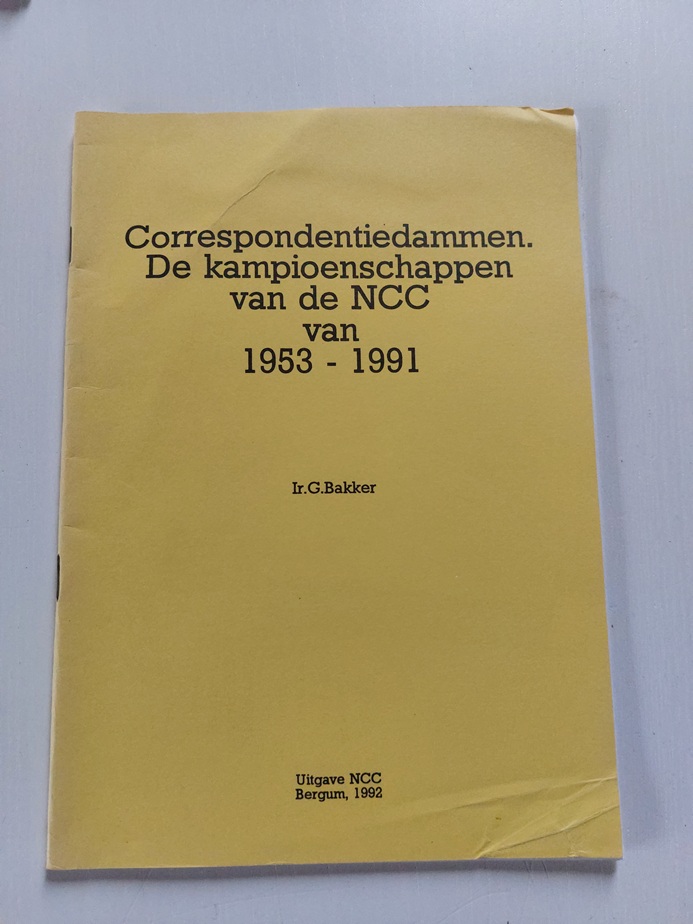 Correspondentiedammen.
De kampioenschappen
van de NCC
van
1953 - 1991
Ir.G.Bakker
Uitgave NCC
Bergum, 1992